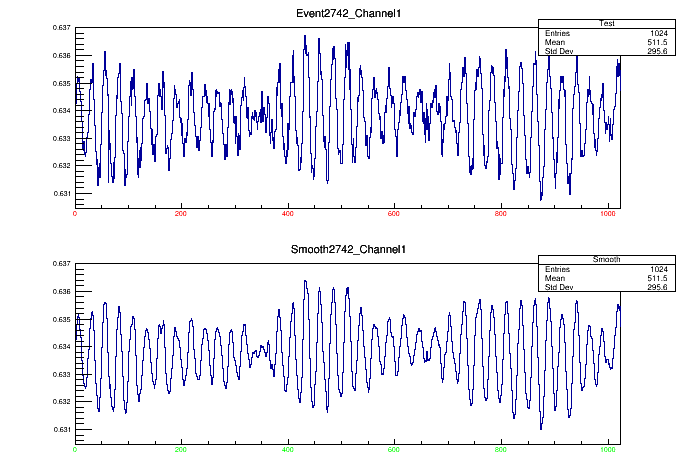 Event2742_Channel1
Test
Entries 1024
Mean 511.5
Std Dev 295.6
0.637
0.636
0.635
0.634
0.633
0.632
0.631
0 200 400 600 800 1000
Smooth2742_Channel1
Smooth
Entries 1024
Mean 511.5
Std Dev 295.6
0.637
0.636
0.635
0.634
0.633
0.632
0.631
0 200 400 600 800 1000